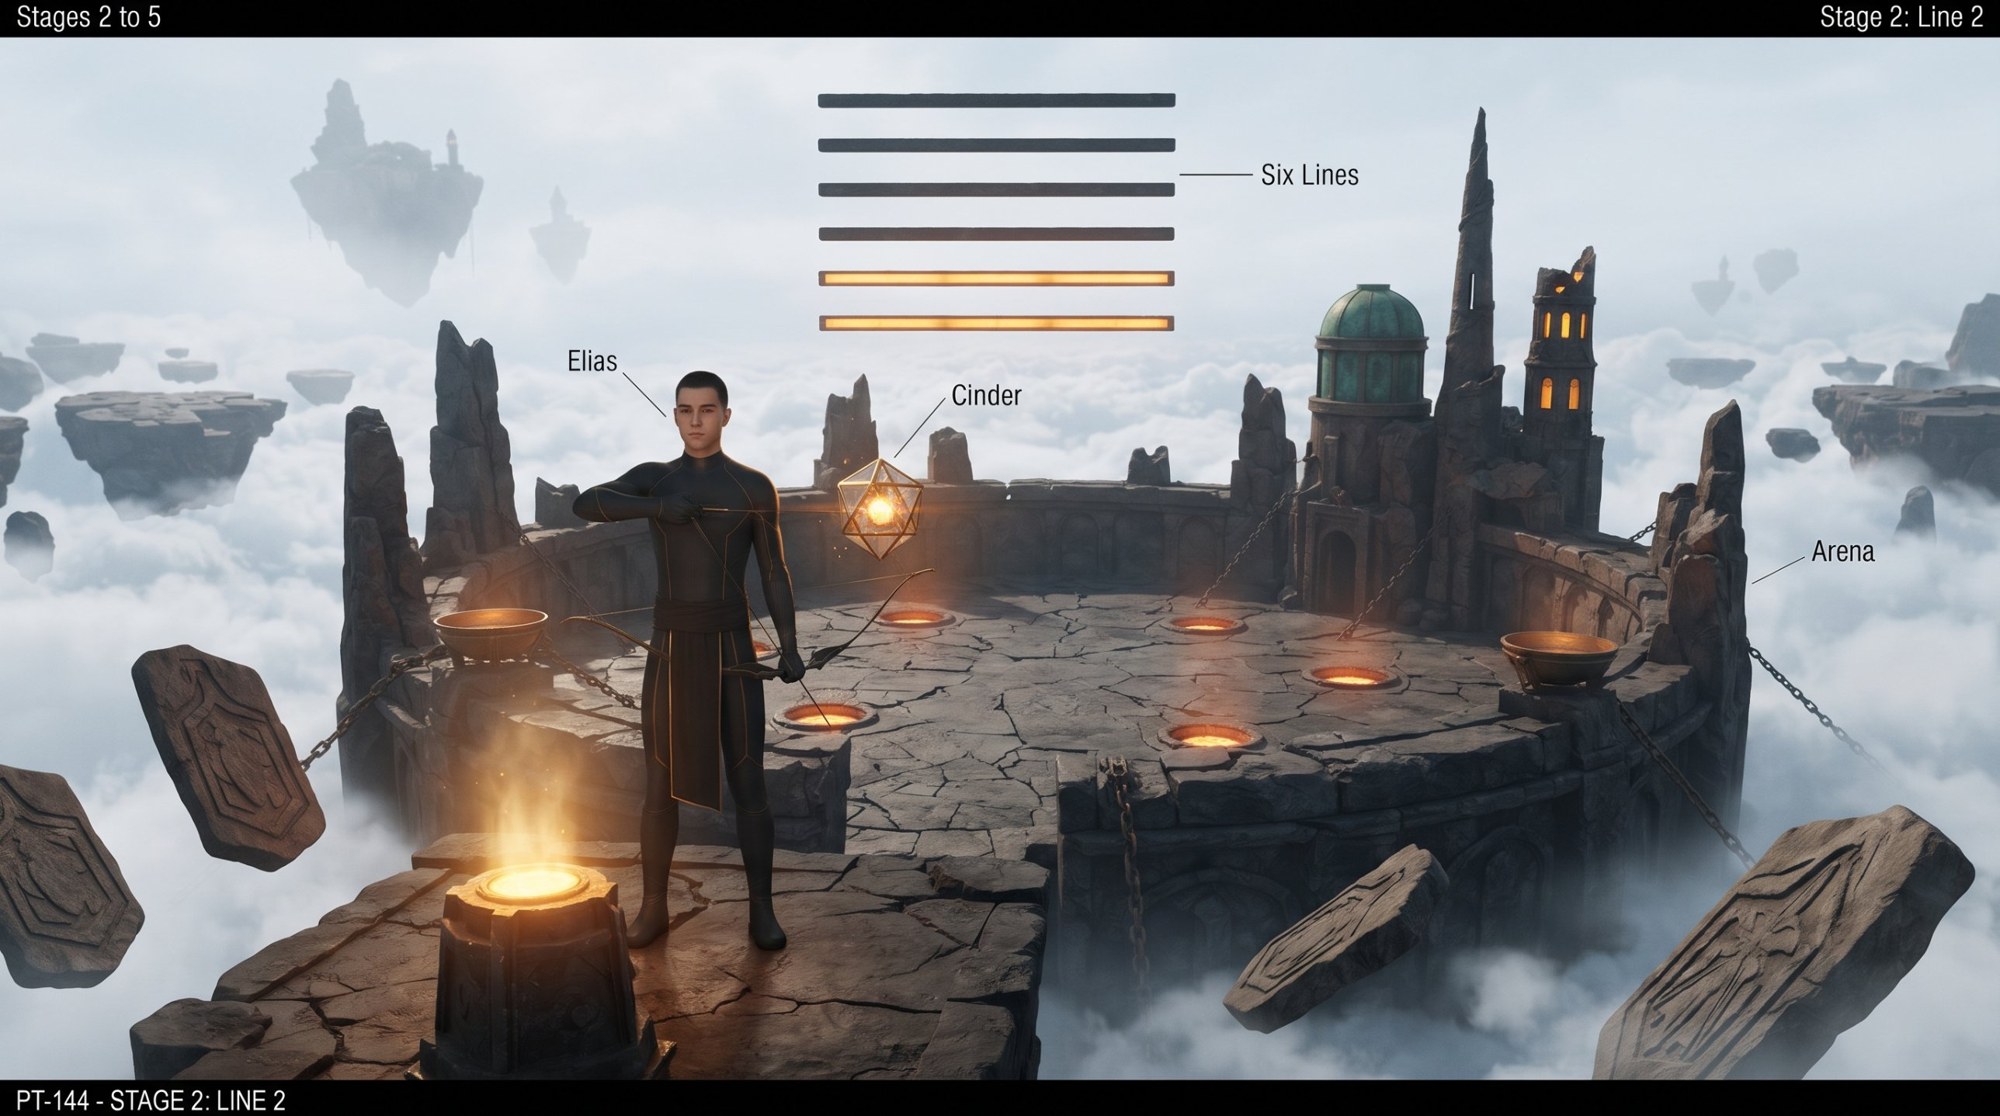 Stages 2 to 5
Stage 2: Line 2
Six Lines
Elias
Cinder
Arena
PT-144 - STAGE 2: LINE 2